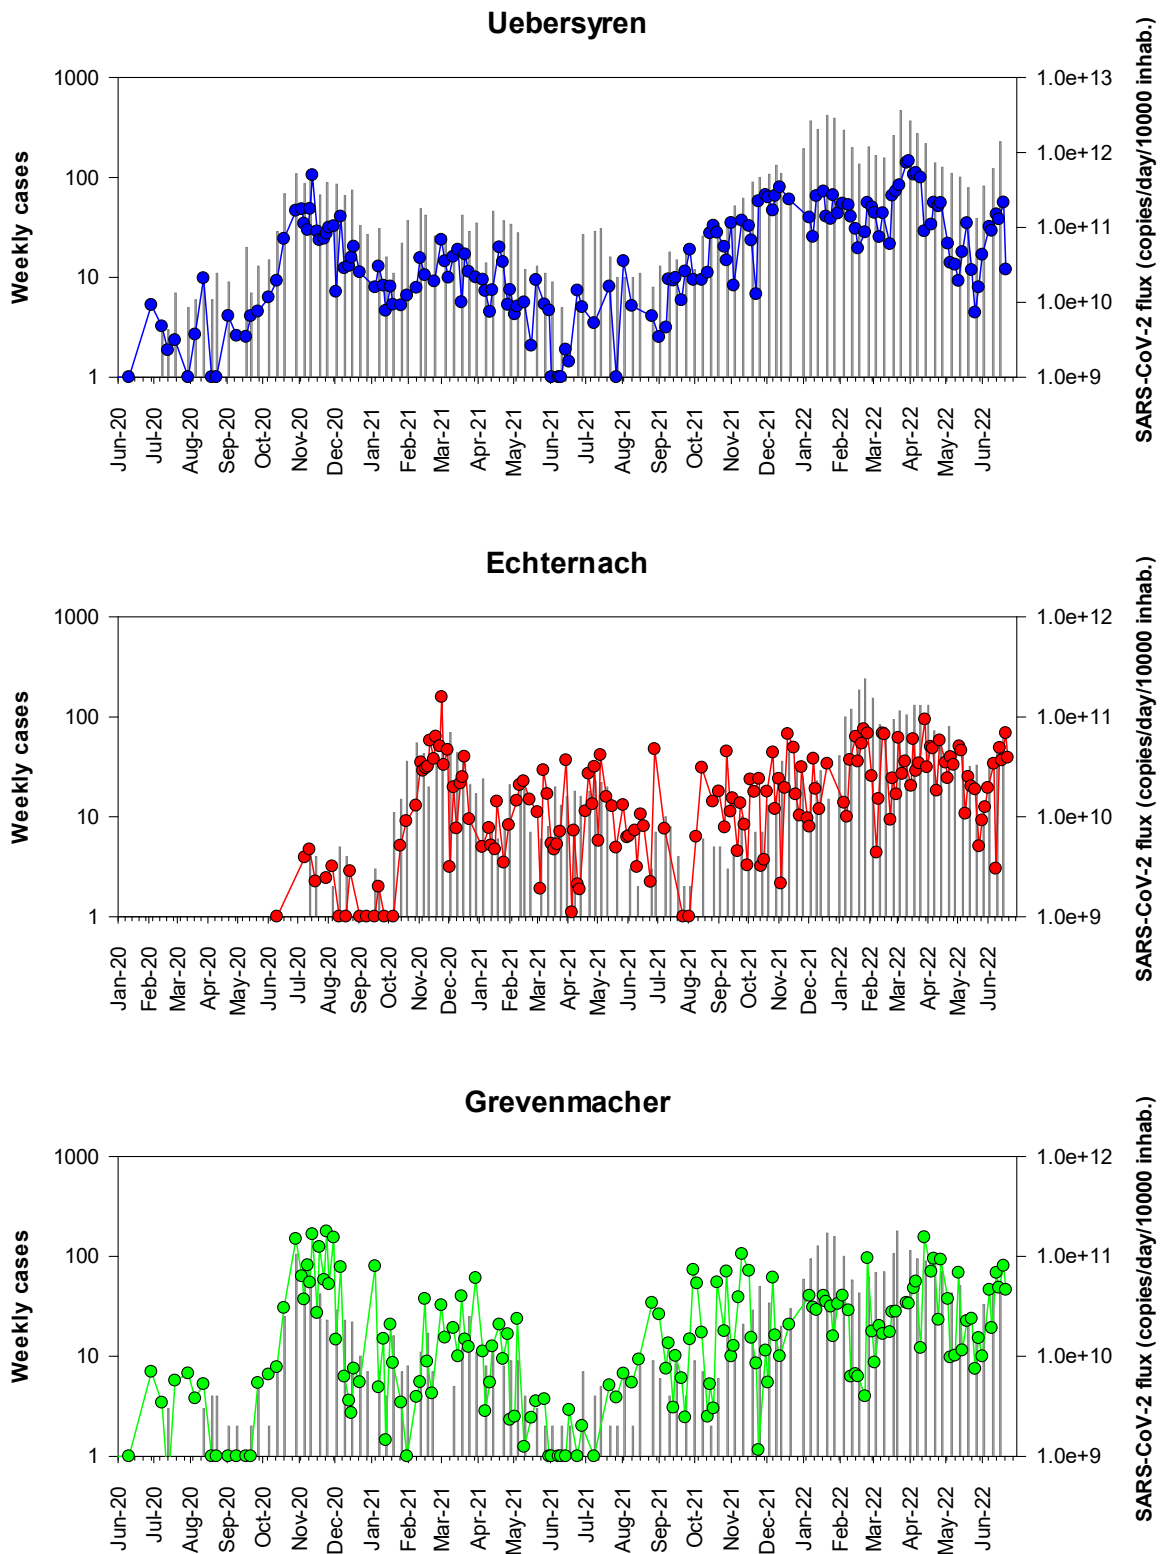 Uebersyren
Weekly cases
SARS-CoV-2 flux (copies/day/10000 inhab.)
1000
100
10
1
1.0e+13
1.0e+12
1.0e+11
1.0e+10
1.0e+9
Jun-20
Jul-20
Aug-20
Sep-20
Oct-20
Nov-20
Dec-20
Jan-21
Feb-21
Mar-21
Apr-21
May-21
Jun-21
Jul-21
Aug-21
Sep-21
Oct-21
Nov-21
Dec-21
Jan-22
Feb-22
Mar-22
Apr-22
May-22
Jun-22
Echternach
Weekly cases
SARS-CoV-2 flux (copies/day/10000 inhab.)
1000
100
10
1
1.0e+12
1.0e+11
1.0e+10
1.0e+9
Jan-20
Feb-20
Mar-20
Apr-20
May-20
Jun-20
Jul-20
Aug-20
Sep-20
Oct-20
Nov-20
Dec-20
Jan-21
Feb-21
Mar-21
Apr-21
May-21
Jun-21
Jul-21
Aug-21
Sep-21
Oct-21
Nov-21
Dec-21
Jan-22
Feb-22
Mar-22
Apr-22
May-22
Jun-22
Grevenmacher
Weekly cases
SARS-CoV-2 flux (copies/day/10000 inhab.)
1000
100
10
1
1.0e+12
1.0e+11
1.0e+10
1.0e+9
Jun-20
Jul-20
Aug-20
Sep-20
Oct-20
Nov-20
Dec-20
Jan-21
Feb-21
Mar-21
Apr-21
May-21
Jun-21
Jul-21
Aug-21
Sep-21
Oct-21
Nov-21
Dec-21
Jan-22
Feb-22
Mar-22
Apr-22
May-22
Jun-22